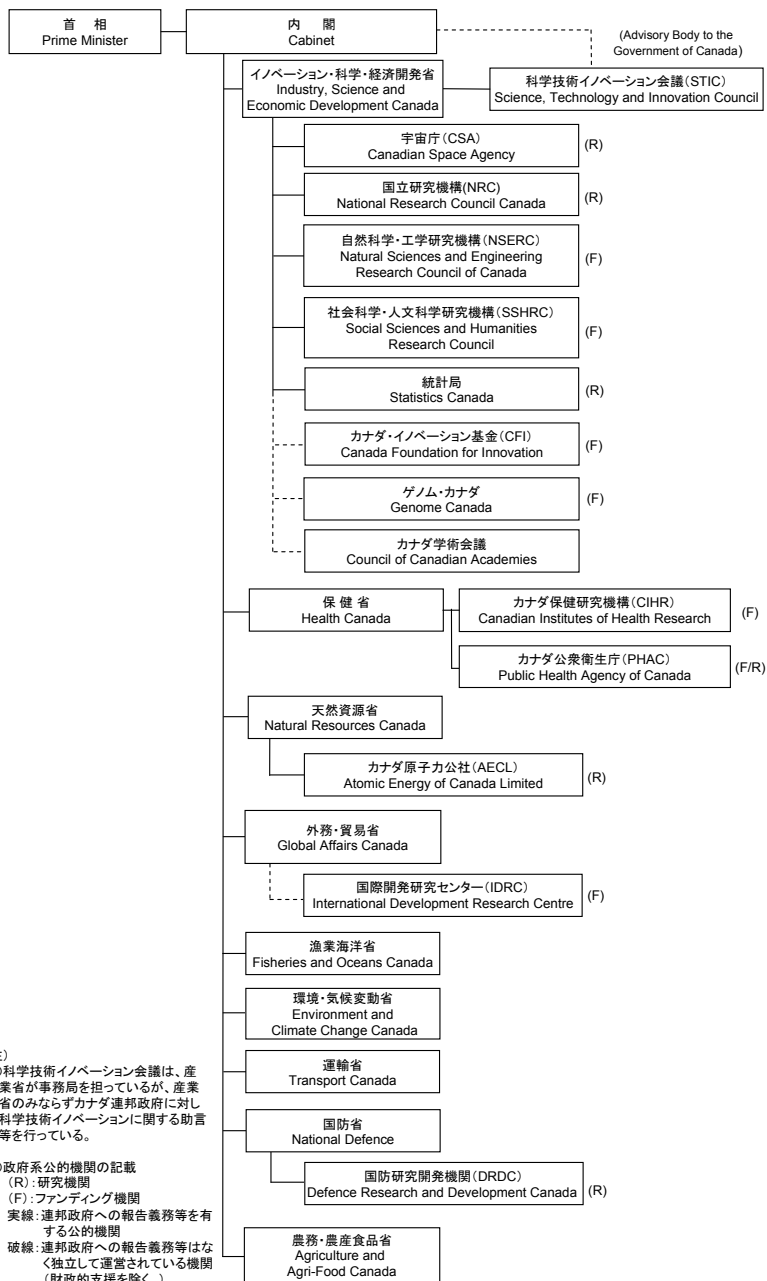 首　相
Prime Minister
内　閣
Cabinet
(Advisory Body to the
Government of Canada)
イノベーション・科学・経済開発省
Industry, Science and
Economic Development Canada
科学技術イノベーション会議(STIC)
Science, Technology and Innovation Council
宇宙庁(CSA)
Canadian Space Agency
(R)
国立研究機構(NRC)
National Research Council Canada
(R)
自然科学・工学研究機構(NSERC)
Natural Sciences and Engineering
Research Council of Canada
(F)
社会科学・人文科学研究機構(SSHRC)
Social Sciences and Humanities
Research Council
(F)
統計局
Statistics Canada
(R)
カナダ・イノベーション基金(CFI)
Canada Foundation for Innovation
(F)
ゲノム・カナダ
Genome Canada
(F)
カナダ学術会議
Council of Canadian Academies
保 健 省
Health Canada
カナダ保健研究機構(CIHR)
Canadian Institutes of Health Research
(F)
カナダ公衆衛生庁(PHAC)
Public Health Agency of Canada
(F/R)
天然資源省
Natural Resources Canada
カナダ原子力公社(AECL)
Atomic Energy of Canada Limited
(R)
外務・貿易省
Global Affairs Canada
国際開発研究センター(IDRC)
International Development Research Centre
(F)
漁業海洋省
Fisheries and Oceans Canada
環境・気候変動省
Environment and
Climate Change Canada
運輸省
Transport Canada
国防省
National Defence
国防研究開発機関(DRDC)
Defence Research and Development Canada
(R)
農務・農産食品省
Agriculture and
Agri-Food Canada
科学技術イノベーション会議は、産
業省が事務局を担っているが、産業
省のみならずカナダ連邦政府に対し
科学技術イノベーションに関する助言
等を行っている。
政府系公的機関の記載
(R):研究機関
(F):ファンディング機関
実線:連邦政府への報告義務等を有
する公的機関
破線:連邦政府への報告義務等はな
く独立して運営されている機関
(財政的支援を除く。)